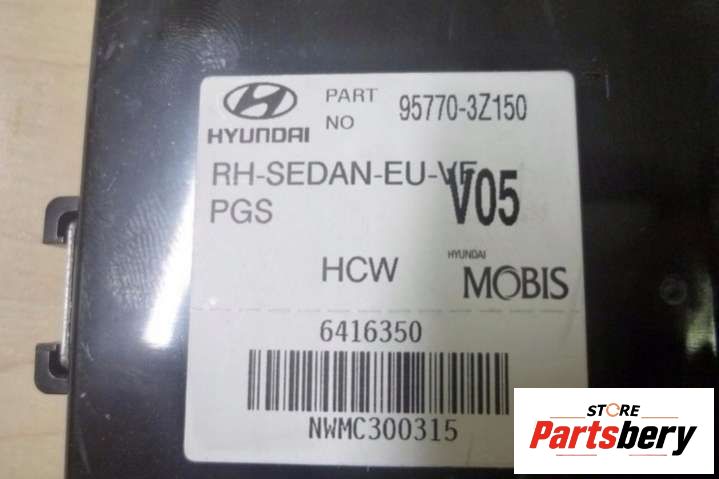 HYUNDAI
PART NO
95770-3Z150
RH-SEDAN-EU-VF
PGS
V05
HCW
HYUNDAI
MOBIS
6416350
NWMC300315
STORE
Partsbery